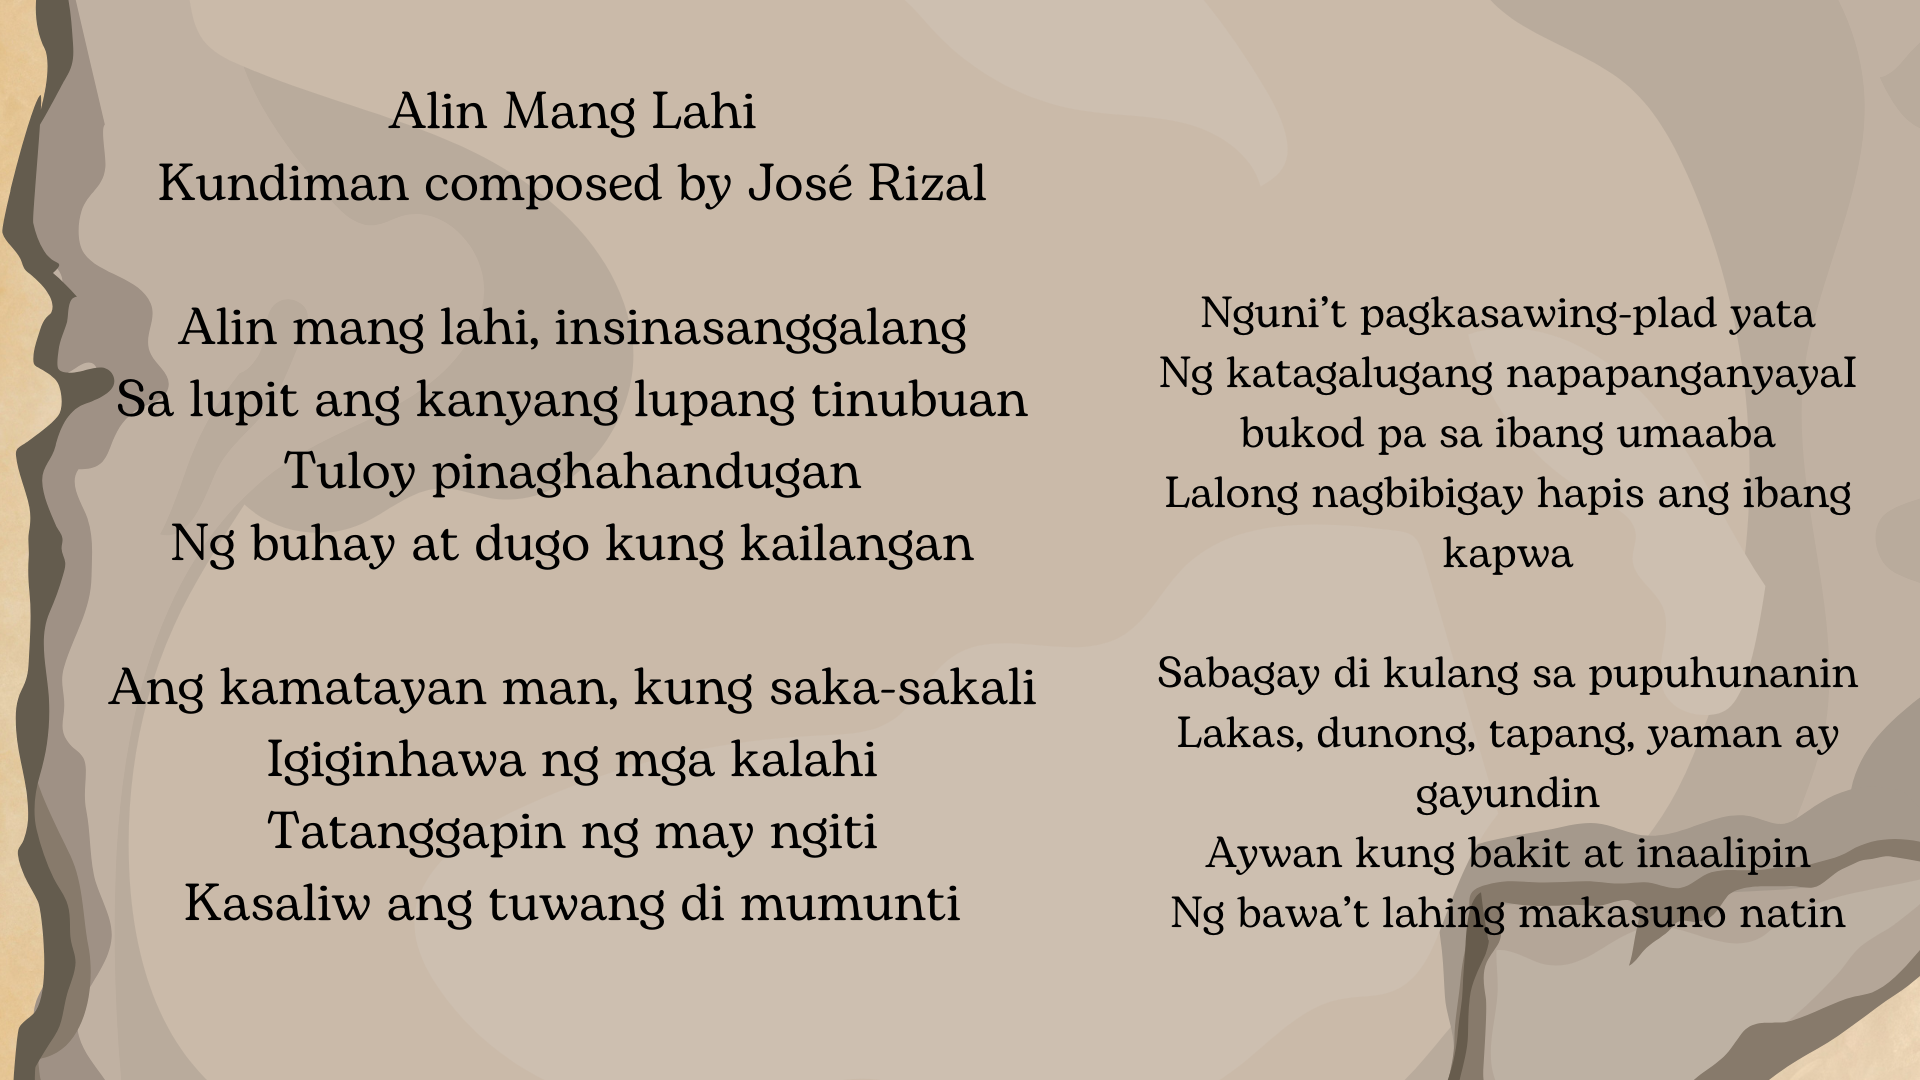 Alin Mang Lahi
Kundiman composed by José Rizal
Alin mang lahi, insinasanggalang
Sa lupit ang kanyang lupang tinubuan
Tuloy pinaghahandugan
Ng buhay at dugo kung kailangan
Ang kamatayan man, kung saka-sakali
Igiginhawa ng mga kalahi
Tatanggapin ng may ngiti
Kasaliw ang tuwang di mumunti
Nguni’t pagkasawing-plad yata
Ng katagalugang napapanganyayaI
bukod pa sa ibang umaaba
Lalong nagbibigay hapis ang ibang
kapwa
Sabagay di kulang sa pupuhunanin
Lakas, dunong, tapang, yaman ay
gayundin
Aywan kung bakit at inaalipin
Ng bawa’t lahing makasuno natin